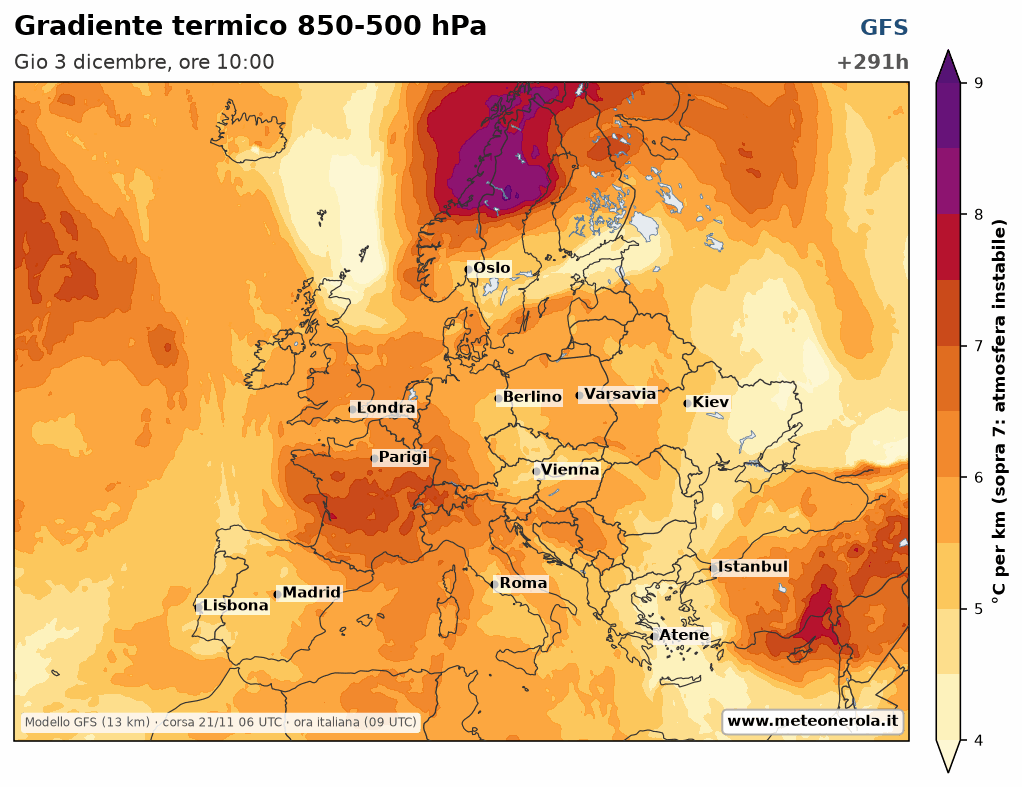 Gradiente termico 850-500 hPa
GFS
Gio 3 dicembre, ore 10:00
+291h
Oslo
Londra
Berlino
Varsavia
Kiev
Parigi
Vienna
Istanbul
Roma
Madrid
Lisbona
Atene
Modello GFS (13 km) · corsa 21/11 06 UTC · ora italiana (09 UTC)
www.meteonerola.it
9
8
7
6
5
4
°C per km (sopra 7: atmosfera instabile)